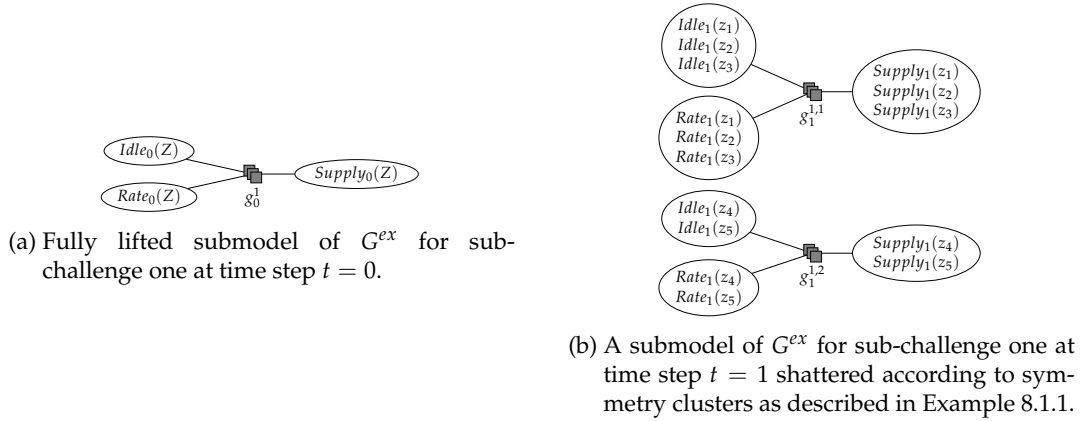 Idle₀(Z)
Rate₀(Z)
g₀¹
Supply₀(Z)
(a) Fully lifted submodel of Gᵉˣ for sub-
challenge one at time step t = 0.
Idle₁(z₁)
Idle₁(z₂)
Idle₁(z₃)
Rate₁(z₁)
Rate₁(z₂)
Rate₁(z₃)
g₁¹,¹
Supply₁(z₁)
Supply₁(z₂)
Supply₁(z₃)
Idle₁(z₄)
Idle₁(z₅)
Rate₁(z₄)
Rate₁(z₅)
g₁¹,²
Supply₁(z₄)
Supply₁(z₅)
(b) A submodel of Gᵉˣ for sub-challenge one at
time step t = 1 shattered according to sym-
metry clusters as described in Example 8.1.1.